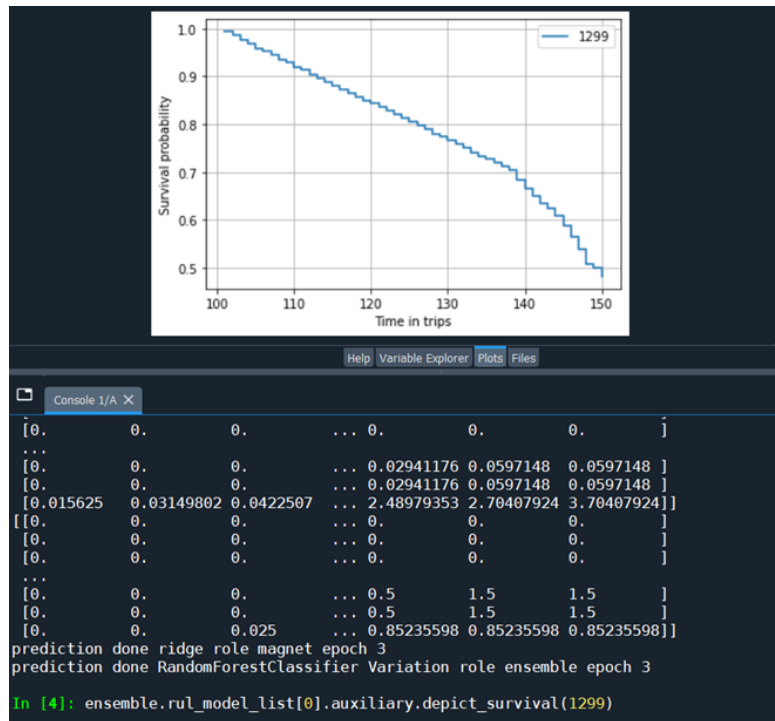 1.0
1299
0.9
0.8
0.7
0.6
0.5
Survival probability
100 110 120 130 140 150
Time in trips
Help Variable Explorer Plots Files
Console 1/A X
[0. 0. 0. ... 0. 0. 0. ]
...
[0. 0. 0. ... 0.02941176 0.0597148 0.0597148 ]
[0. 0. 0. ... 0.02941176 0.0597148 0.0597148 ]
[0.015625 0.03149802 0.0422507 ... 2.48979353 2.70407924 3.70407924]]
[[0. 0. 0. ... 0. 0. 0. ]
[0. 0. 0. ... 0. 0. 0. ]
[0. 0. 0. ... 0. 0. 0. ]
...
[0. 0. 0. ... 0.5 1.5 1.5 ]
[0. 0. 0. ... 0.5 1.5 1.5 ]
[0. 0. 0.025 ... 0.85235598 0.85235598 0.85235598]]
prediction done ridge role magnet epoch 3
prediction done RandomForestClassifier Variation role ensemble epoch 3
In [4]: ensemble.rul_model_list[0].auxiliary.depict_survival(1299)